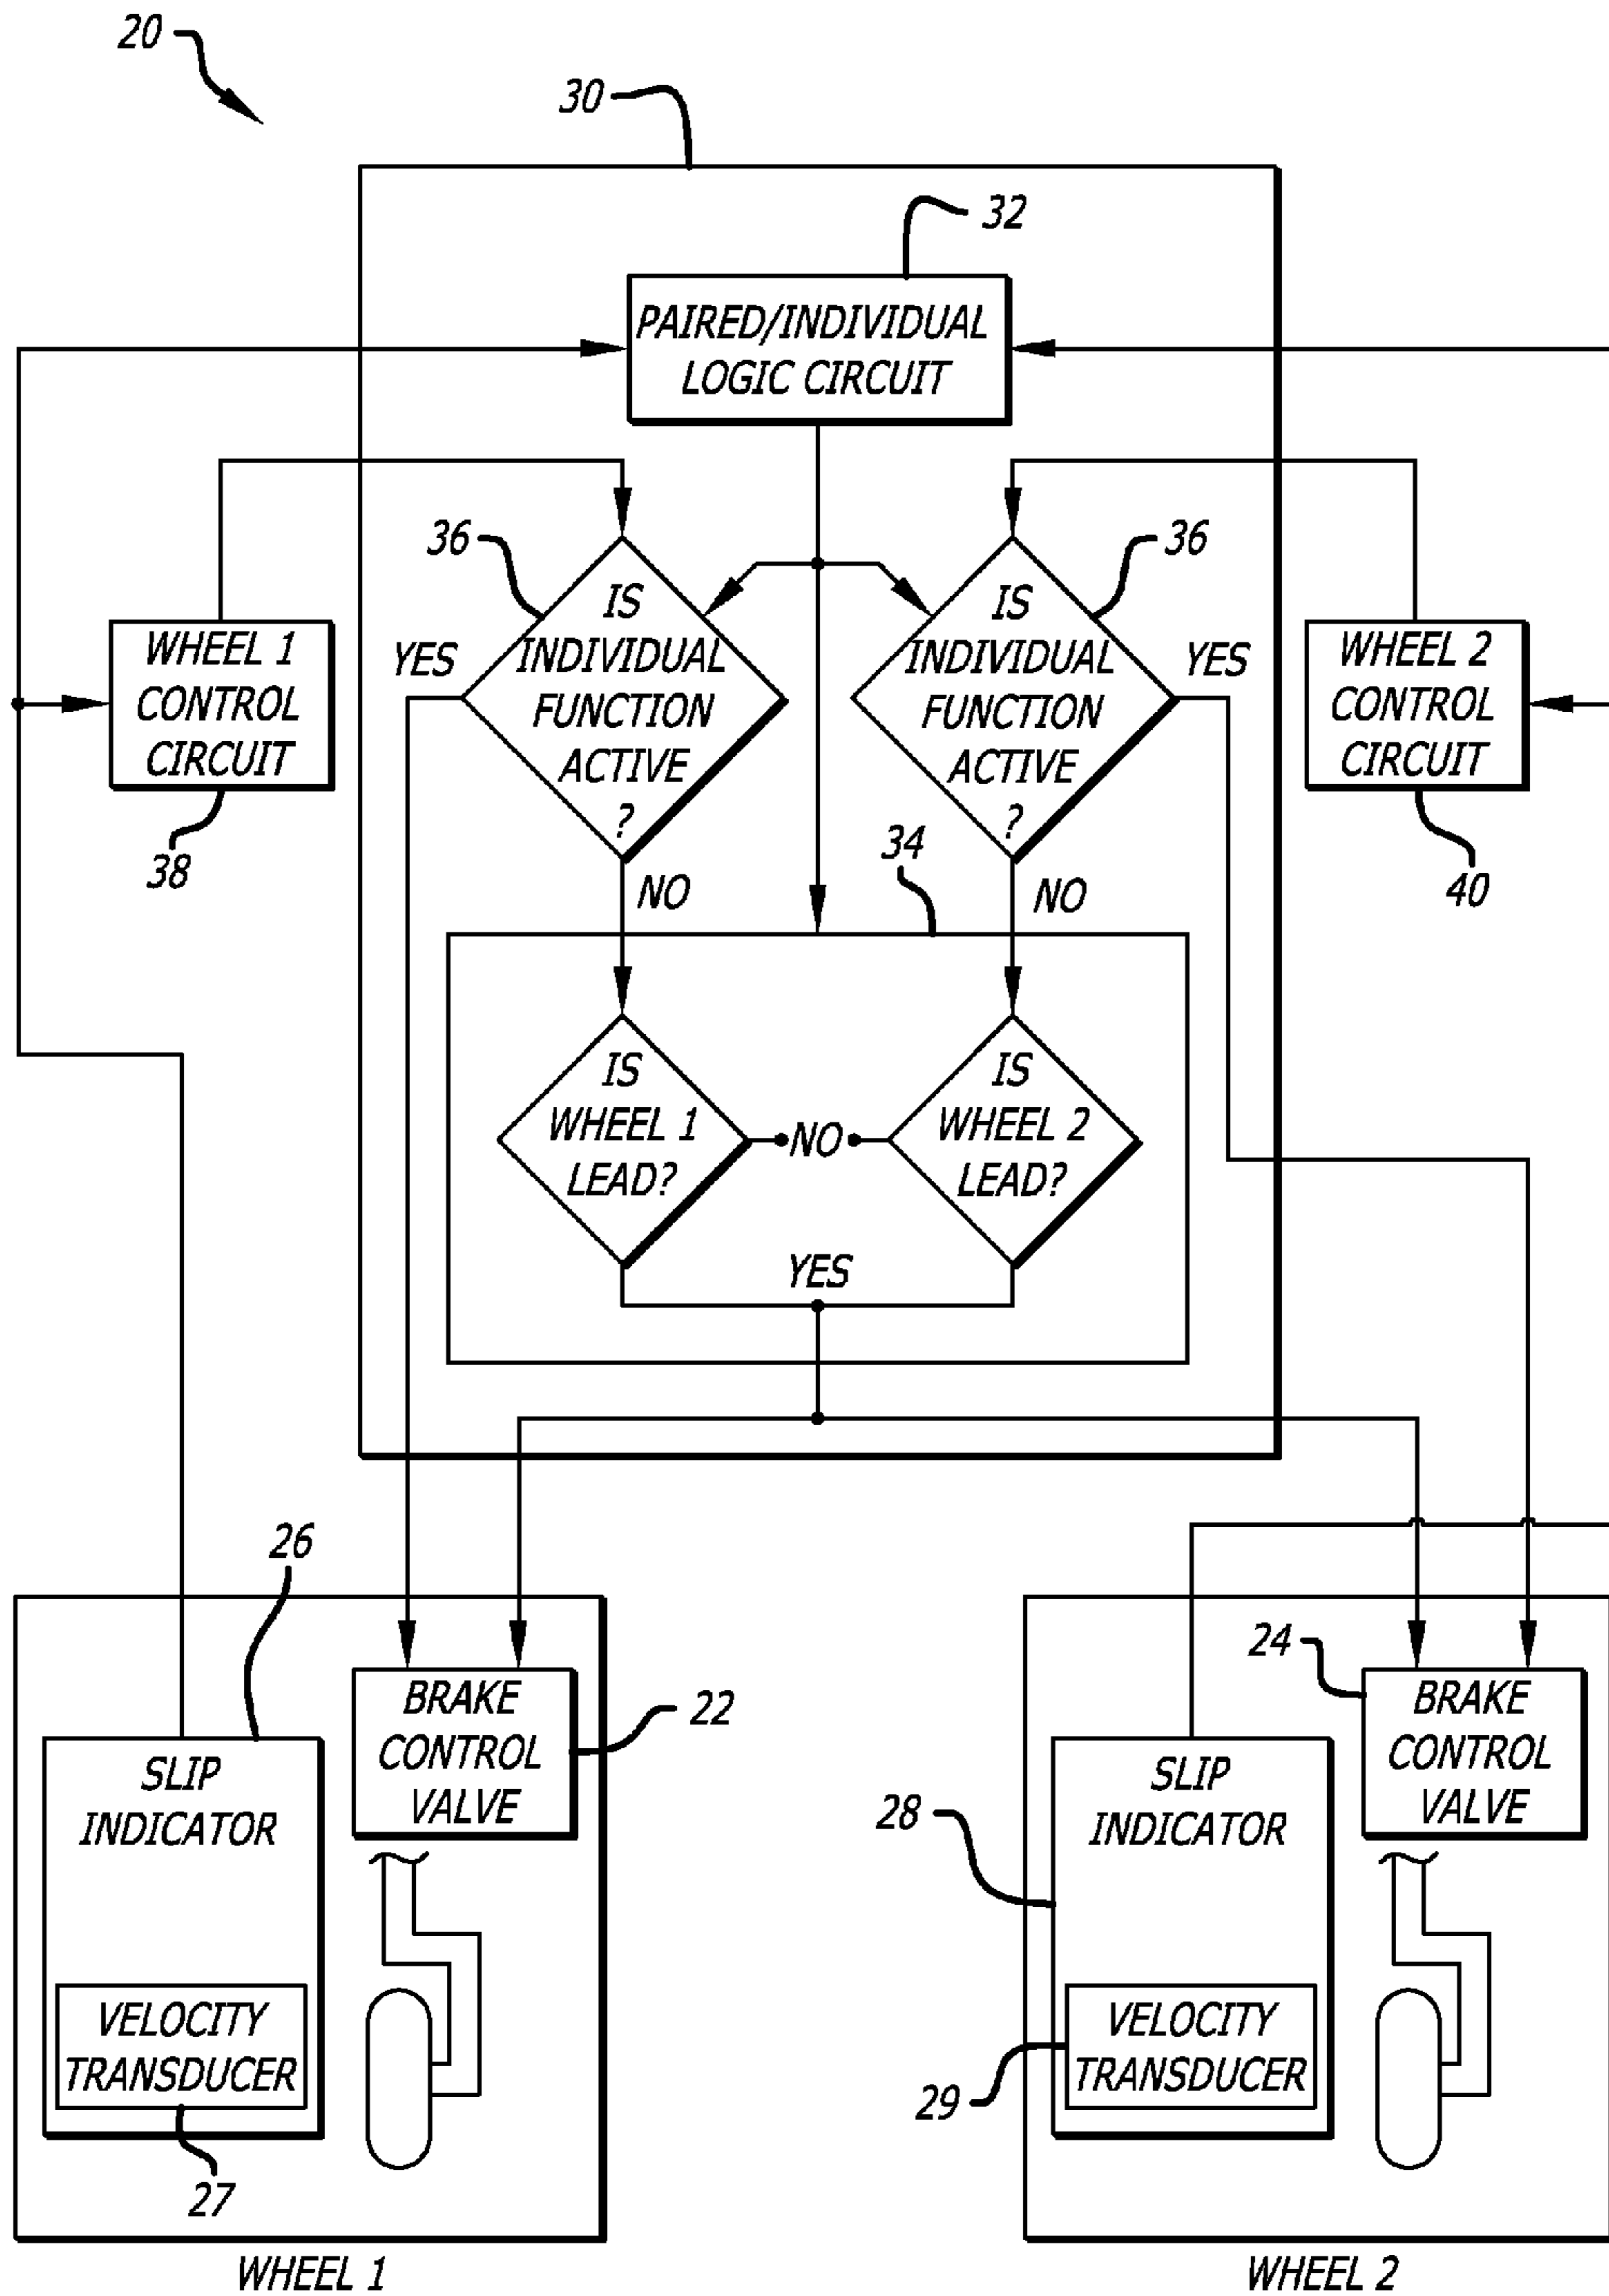 20
30
32
PAIRED/INDIVIDUAL
LOGIC CIRCUIT
36
36
IS
INDIVIDUAL
FUNCTION
ACTIVE
?
IS
INDIVIDUAL
FUNCTION
ACTIVE
?
YES
YES
WHEEL 1
CONTROL
CIRCUIT
38
WHEEL 2
CONTROL
CIRCUIT
40
34
NO
NO
IS
WHEEL 1
LEAD?
NO
IS
WHEEL 2
LEAD?
YES
26
BRAKE
CONTROL
VALVE
22
SLIP
INDICATOR
VELOCITY
TRANSDUCER
27
WHEEL 1
24
BRAKE
CONTROL
VALVE
28
SLIP
INDICATOR
VELOCITY
TRANSDUCER
29
WHEEL 2